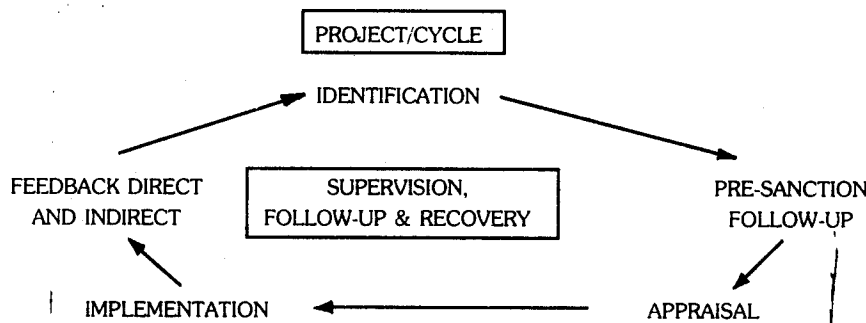 PROJECT/CYCLE
IDENTIFICATION
FEEDBACK DIRECT
AND INDIRECT
SUPERVISION,
FOLLOW-UP & RECOVERY
PRE-SANCTION
FOLLOW-UP
IMPLEMENTATION
APPRAISAL